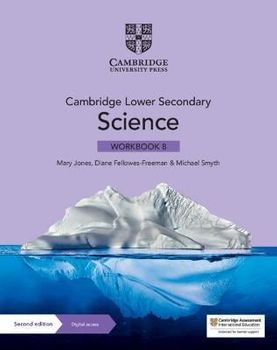 CAMBRIDGE
UNIVERSITY PRESS
Cambridge Lower Secondary
Science
WORKBOOK 8
Mary Jones, Diane Fellowes-Freeman & Michael Smyth
Second edition
Digital access
Cambridge Assessment
International Education